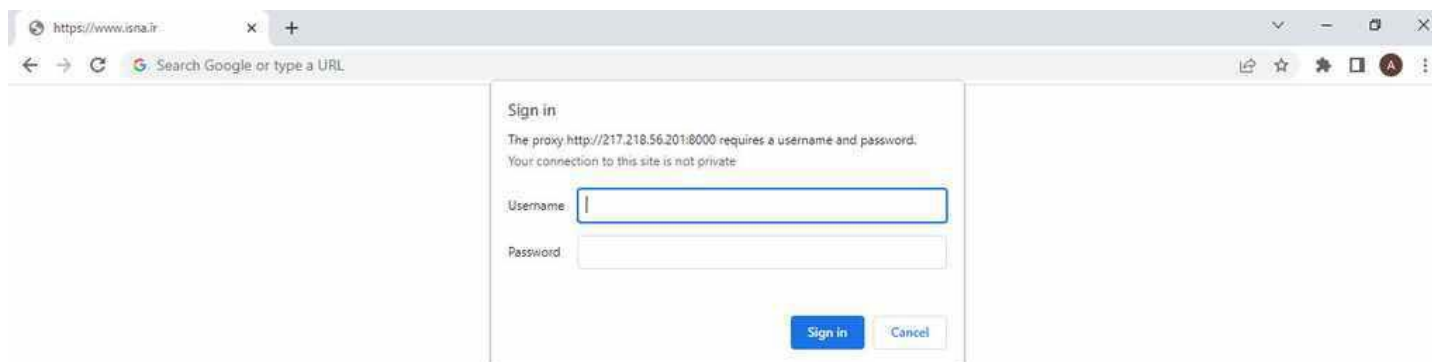 https://www.isna.ir
Search Google or type a URL
A
Sign in
The proxy http://217.218.56.201:8000 requires a username and password.
Your connection to this site is not private
Username
Password
Sign in
Cancel